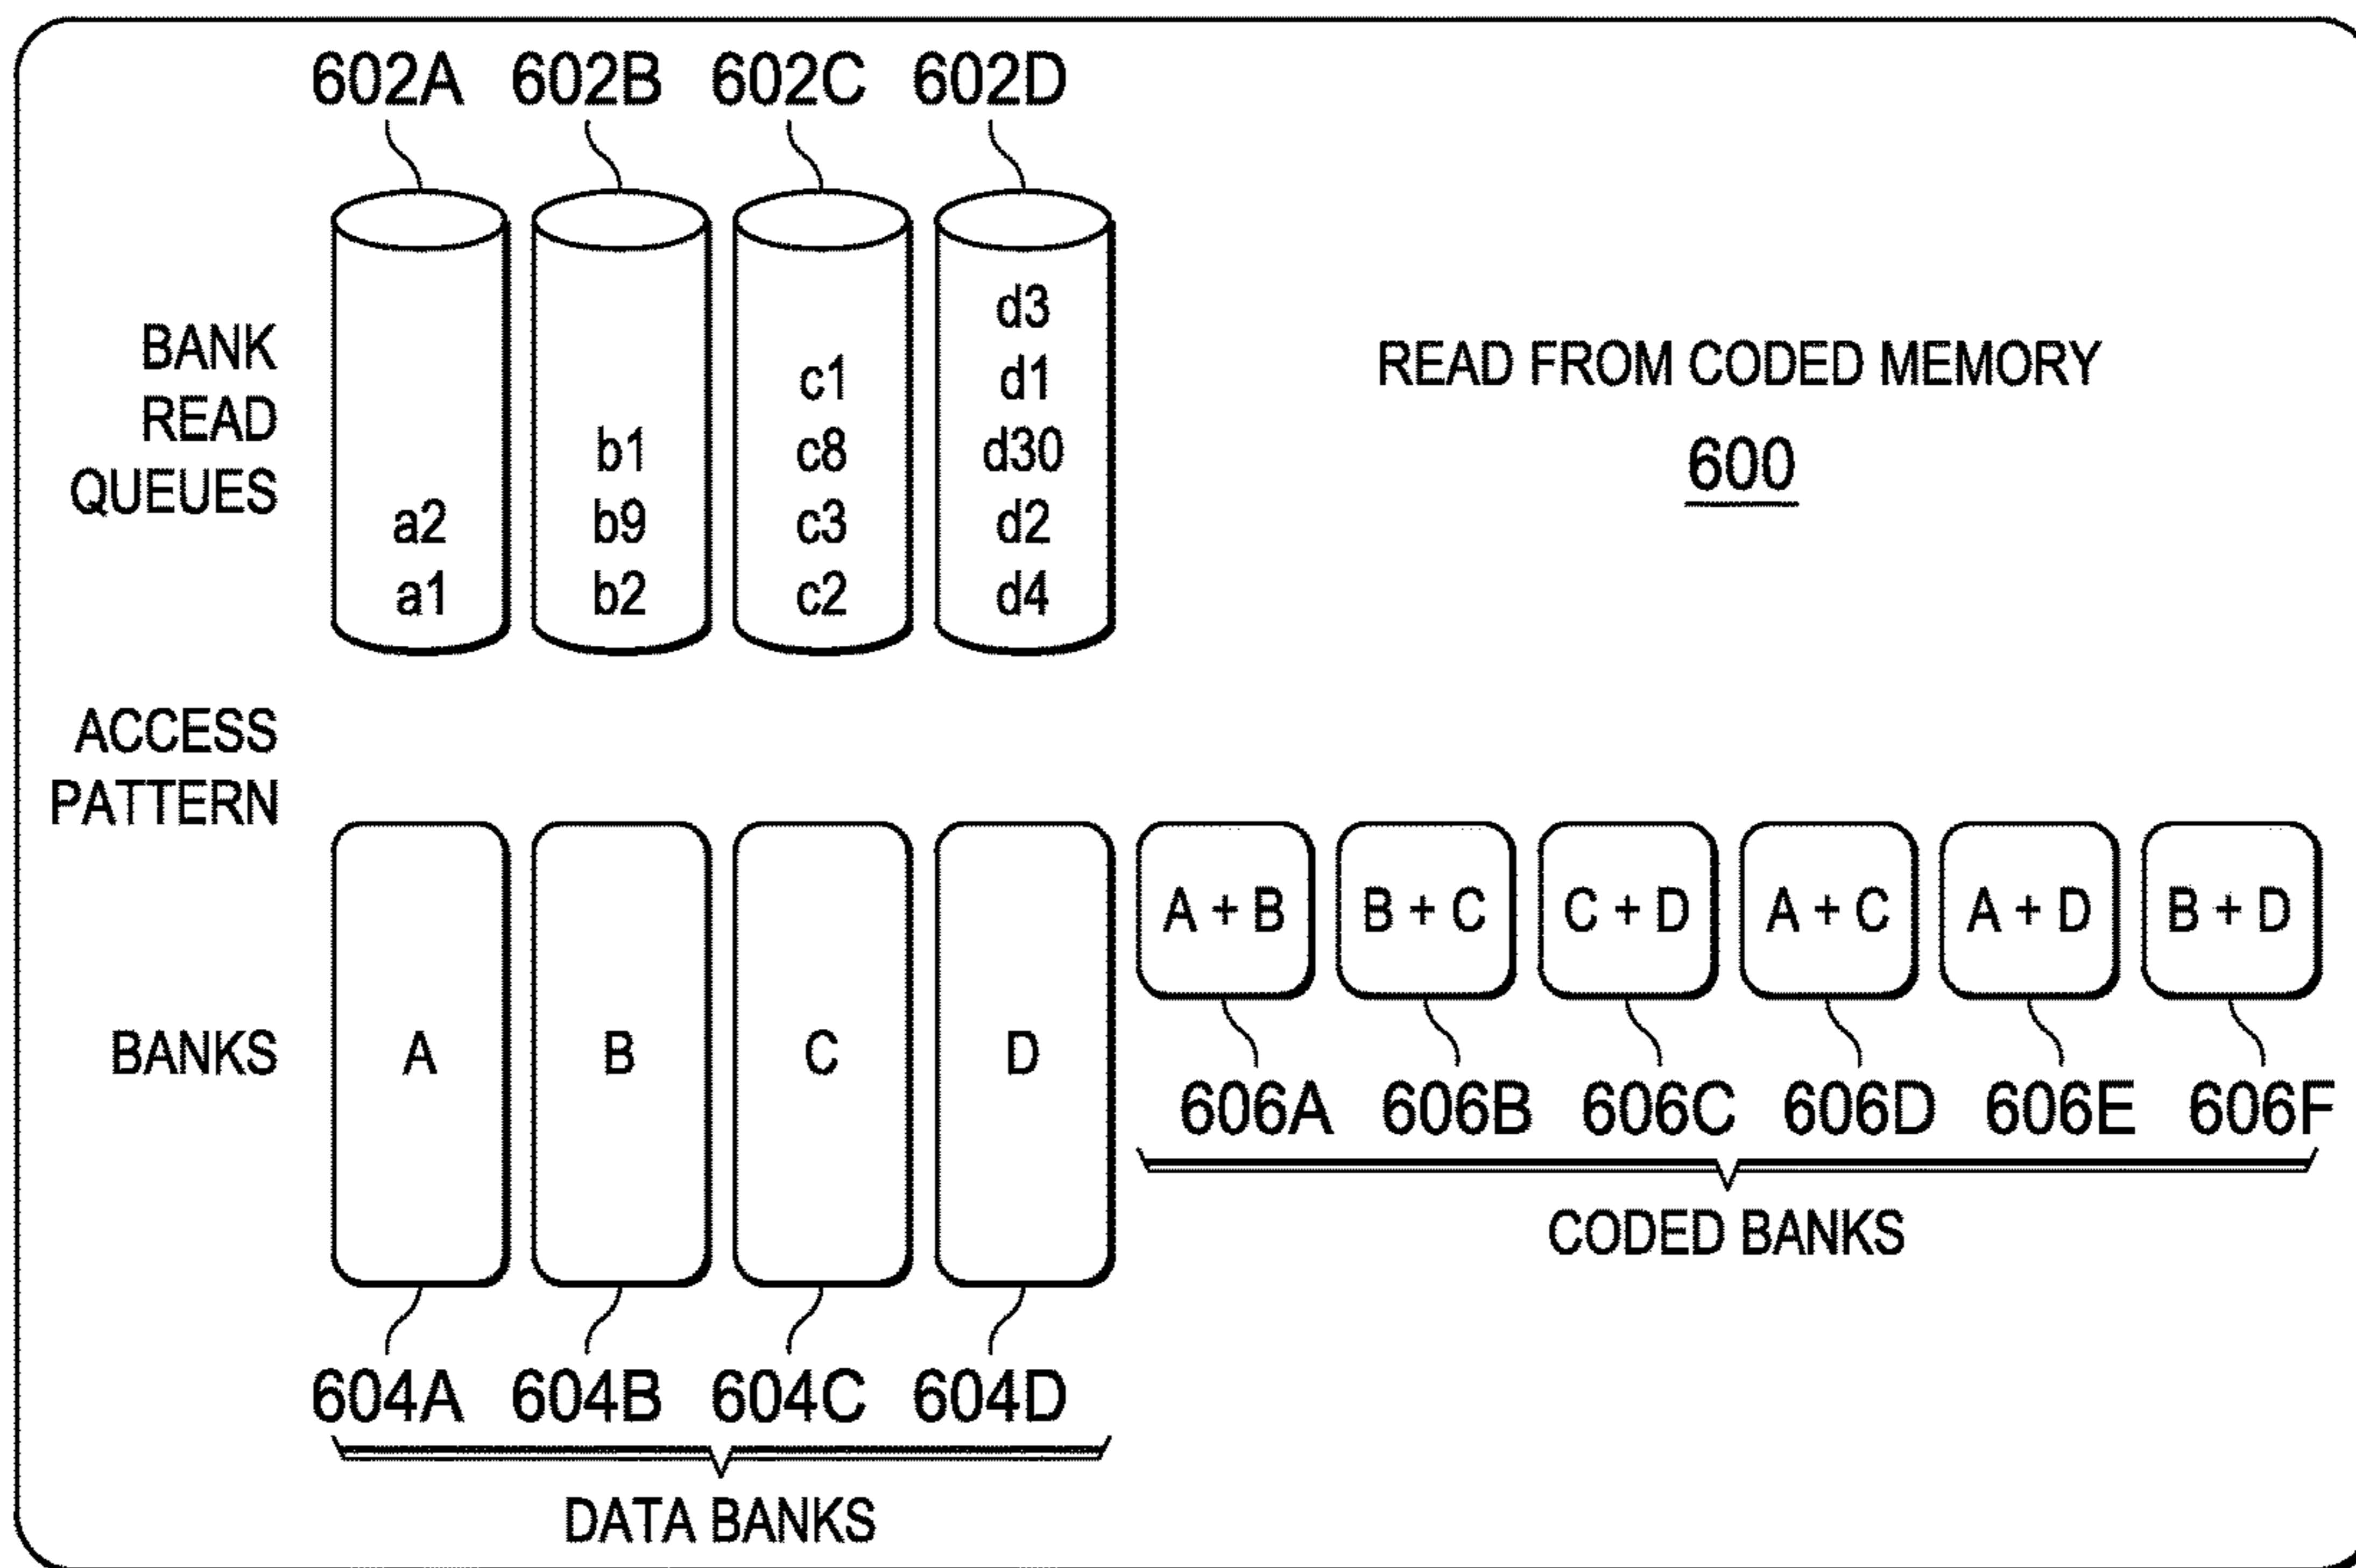 602A 602B 602C 602D
d3
BANK
READ
QUEUES
c1 d1
b1 c8 d30
a2 b9 c3 d2
a1 b2 c2 d4
READ FROM CODED MEMORY
600
ACCESS
PATTERN
A + B B + C C + D A + C A + D B + D
BANKS A B C D
606A 606B 606C 606D 606E 606F
CODED BANKS
604A 604B 604C 604D
DATA BANKS